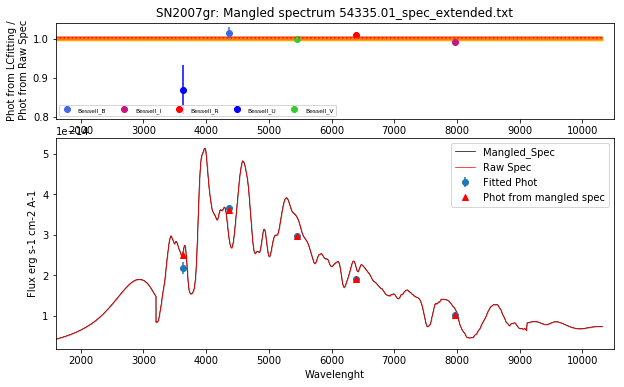 SN2007gr: Mangled spectrum 54335.01_spec_extended.txt
Phot from LCfitting /
Phot from Raw Spec
1.0
0.9
0.8
Bessell_B
Bessell_I
Bessell_R
Bessell_U
Bessell_V
2000 3000 4000 5000 6000 7000 8000 9000 10000
1e−14
Flux erg s-1 cm-2 A-1
5
4
3
2
1
Mangled_Spec
Raw Spec
Fitted Phot
Phot from mangled spec
2000 3000 4000 5000 6000 7000 8000 9000 10000
Wavelenght